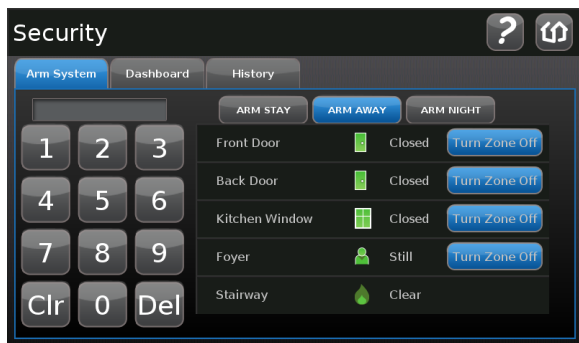 Security
?
Arm System Dashboard History
ARM STAY ARM AWAY ARM NIGHT
1 2 3
4 5 6
7 8 9
Clr 0 Del
Front Door Closed Turn Zone Off
Back Door Closed Turn Zone Off
Kitchen Window Closed Turn Zone Off
Foyer Still Turn Zone Off
Stairway Clear